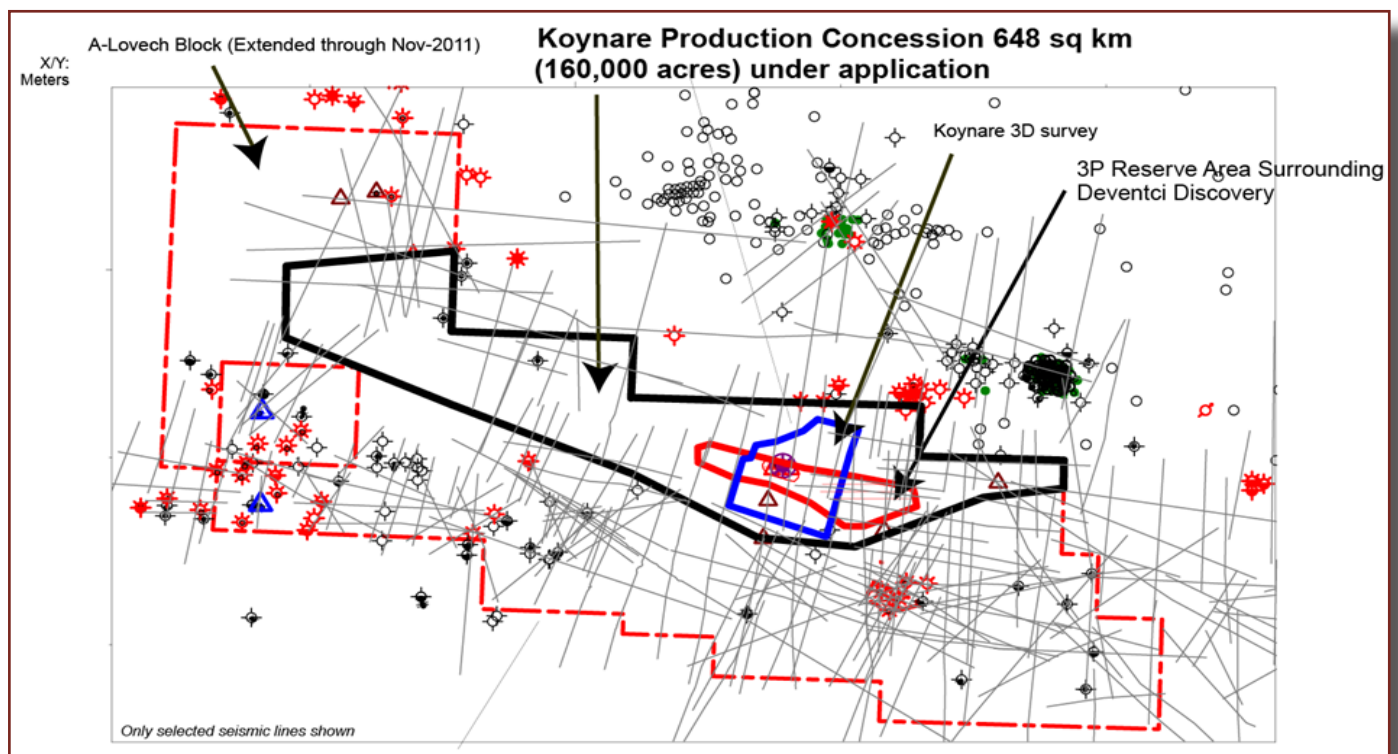 A-Lovech Block (Extended through Nov-2011)
Koynare Production Concession 648 sq km
(160,000 acres) under application
X/Y:
Meters
Koynare 3D survey
3P Reserve Area Surrounding
Deventci Discovery
Only selected seismic lines shown